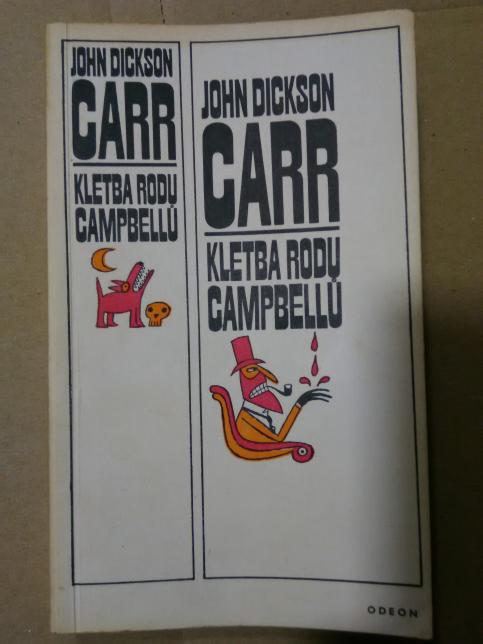 JOHN DICKSON
CARR
KLETBA RODU
CAMPBELLŮ
JOHN DICKSON
CARR
KLETBA RODU
CAMPBELLŮ
ODEON